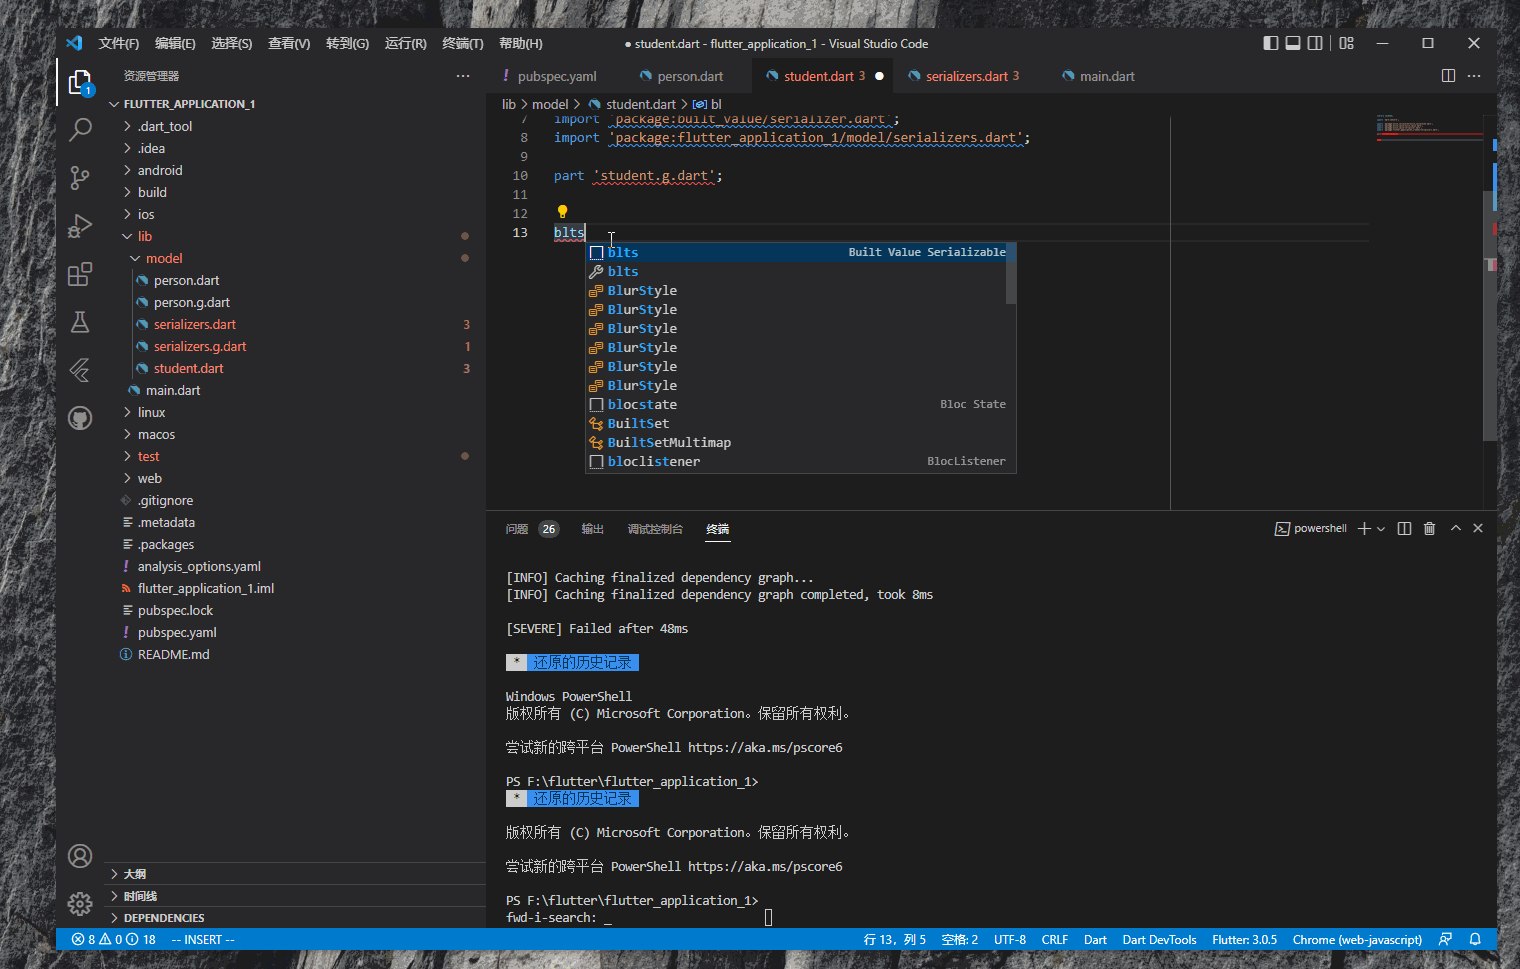 文件(F) 编辑(E) 选择(S) 查看(V) 转到(G) 运行(R) 终端(T) 帮助(H)
● student.dart - flutter_application_1 - Visual Studio Code
资源管理器
FLUTTER_APPLICATION_1
.dart_tool
.idea
android
build
ios
lib
model
person.dart
person.g.dart
serializers.dart 3
serializers.g.dart 1
student.dart 3
main.dart
linux
macos
test
web
.gitignore
.metadata
.packages
analysis_options.yaml
flutter_application_1.iml
pubspec.lock
pubspec.yaml
README.md
大纲
时间线
DEPENDENCIES
1
! pubspec.yaml
person.dart
student.dart 3
serializers.dart 3
main.dart
lib > model > student.dart > bl
7 import 'package:built_value/serializer.dart';
8 import 'package:flutter_application_1/model/serializers.dart';
9
10 part 'student.g.dart';
11
12
13 blts
blts Built Value Serializable
blts
BlurStyle
BlurStyle
BlurStyle
BlurStyle
BlurStyle
BlurStyle
blocstate Bloc State
BuiltSet
BuiltSetMultimap
bloclistener BlocListener
问题 26 输出 调试控制台 终端
powershell
[INFO] Caching finalized dependency graph...
[INFO] Caching finalized dependency graph completed, took 8ms
[SEVERE] Failed after 48ms
* 还原的历史记录
Windows PowerShell
版权所有 (C) Microsoft Corporation。保留所有权利。
尝试新的跨平台 PowerShell https://aka.ms/pscore6
PS F:\flutter\flutter_application_1>
* 还原的历史记录
版权所有 (C) Microsoft Corporation。保留所有权利。
尝试新的跨平台 PowerShell https://aka.ms/pscore6
PS F:\flutter\flutter_application_1>
fwd-i-search: _
8 0 18 -- INSERT --
行 13，列 5 空格: 2 UTF-8 CRLF Dart Dart DevTools Flutter: 3.0.5 Chrome (web-javascript)